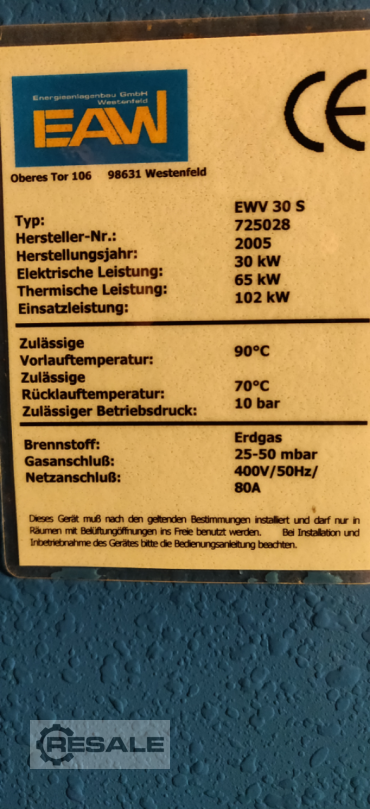 Energieanlagenbau GmbH
Westenfeld
EAW
CE
Oberes Tor 106 98631 Westenfeld
Typ: EWV 30 S
Hersteller-Nr.: 725028
Herstellungsjahr: 2005
Elektrische Leistung: 30 kW
Thermische Leistung: 65 kW
Einsatzleistung: 102 kW
Zulässige
Vorlauftemperatur: 90°C
Zulässige
Rücklauftemperatur: 70°C
Zulässiger Betriebsdruck: 10 bar
Brennstoff: Erdgas
Gasanschluß: 25-50 mbar
Netzanschluß: 400V/50Hz/
80A
Dieses Gerät muß nach den geltenden Bestimmungen installiert und darf nur in
Räumen mit Belüftungöffnungen ins Freie benutzt werden. Bei Installation und
Inbetriebnahme des Gerätes bitte die Bedienungsanleitung beachten.
RESALE